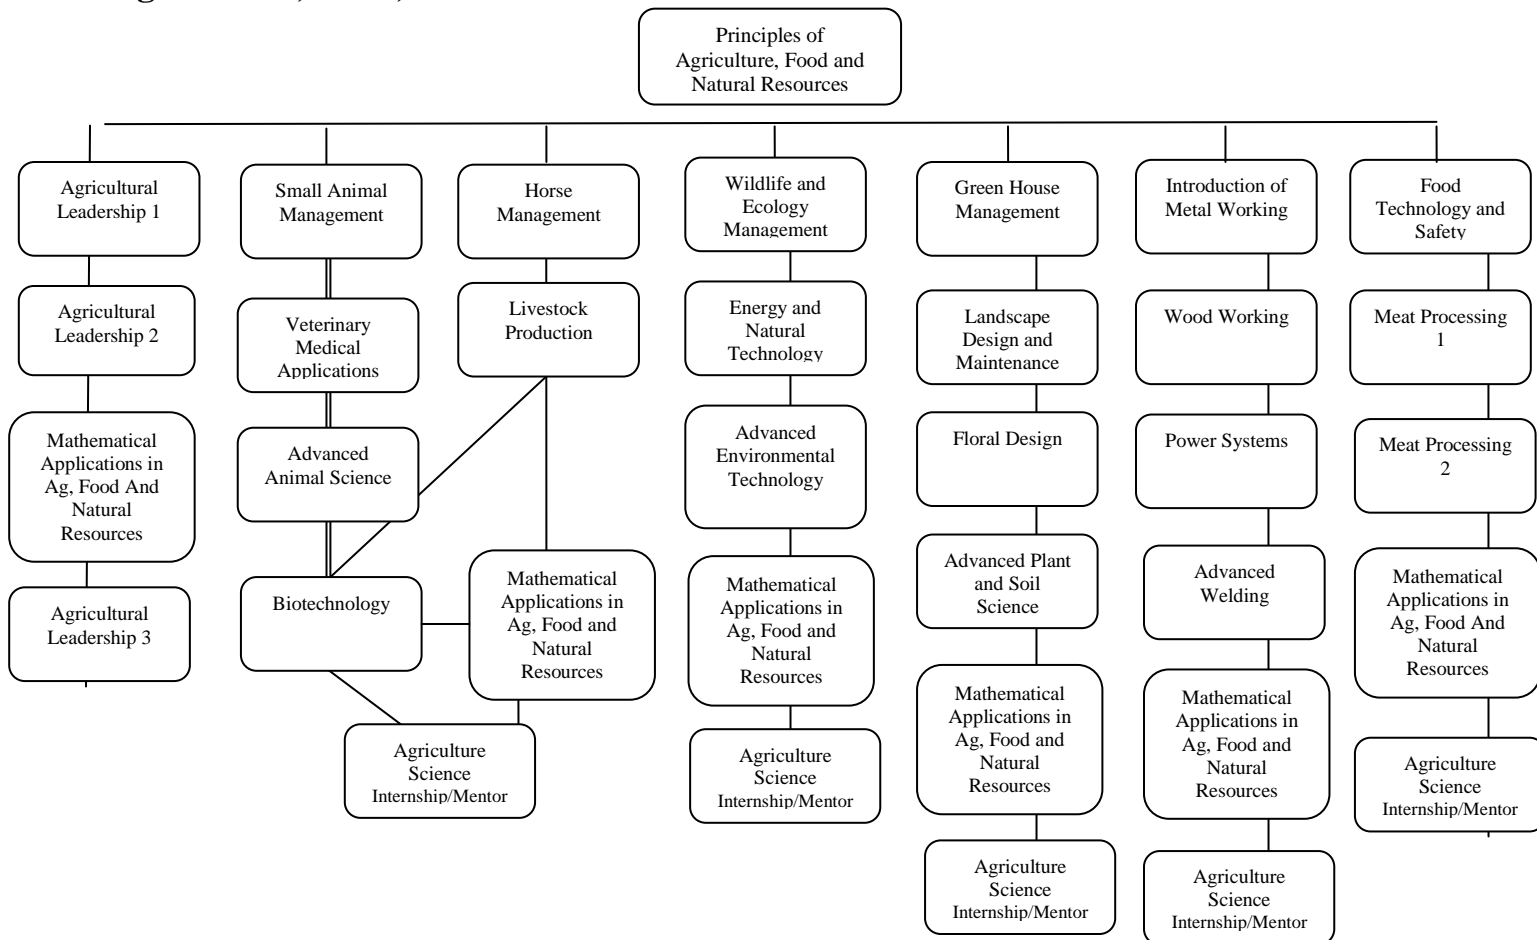 Principles of
Agriculture, Food and
Natural Resources
Agricultural
Leadership 1
Small Animal
Management
Horse
Management
Wildlife and
Ecology
Management
Green House
Management
Introduction of
Metal Working
Food
Technology and
Safety
Agricultural
Leadership 2
Veterinary
Medical
Applications
Livestock
Production
Energy and
Natural
Technology
Landscape
Design and
Maintenance
Wood Working
Meat Processing
1
Mathematical
Applications in
Ag, Food And
Natural
Resources
Advanced
Animal Science
Advanced
Environmental
Technology
Floral Design
Power Systems
Meat Processing
2
Agricultural
Leadership 3
Biotechnology
Mathematical
Applications in
Ag, Food and
Natural
Resources
Mathematical
Applications in
Ag, Food and
Natural
Resources
Advanced Plant
and Soil
Science
Advanced
Welding
Mathematical
Applications in
Ag, Food And
Natural
Resources
Agriculture
Science
Internship/Mentor
Agriculture
Science
Internship/Mentor
Mathematical
Applications in
Ag, Food and
Natural
Resources
Mathematical
Applications in
Ag, Food and
Natural
Resources
Agriculture
Science
Internship/Mentor
Agriculture
Science
Internship/Mentor
Agriculture
Science
Internship/Mentor